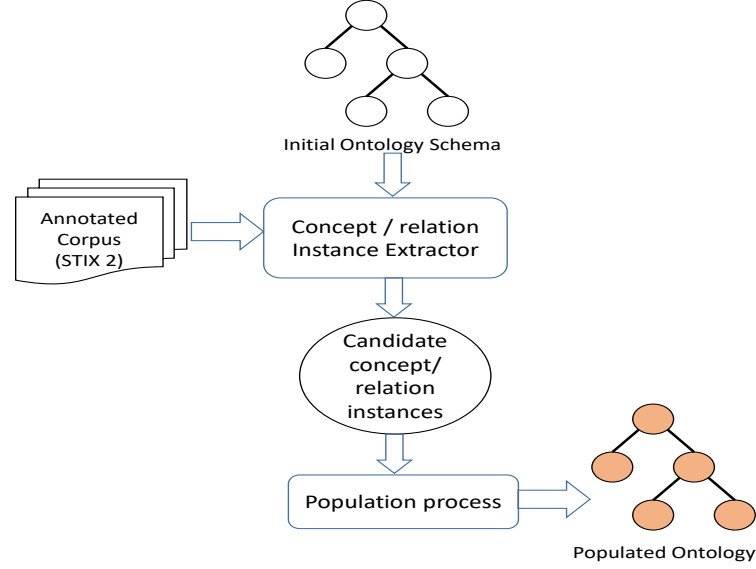 Initial Ontology Schema
Annotated
Corpus
(STIX 2)
Concept / relation
Instance Extractor
Candidate
concept/
relation
instances
Population process
Populated Ontology